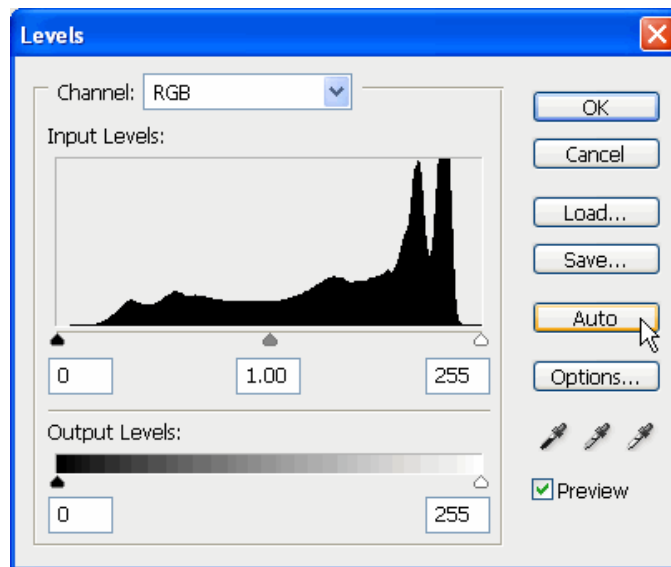 Levels
Channel: RGB
Input Levels:
0 1.00 255
Output Levels:
0 255
OK
Cancel
Load...
Save...
Auto
Options...
Preview